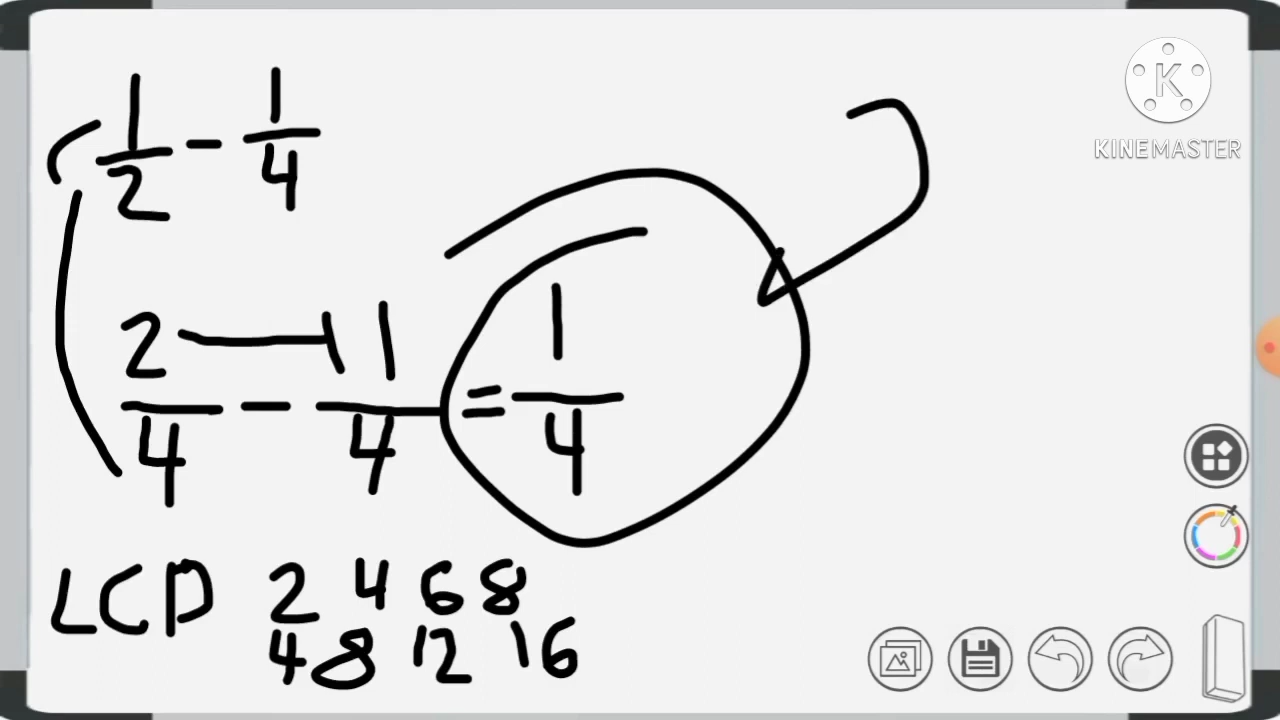 1/2 - 1/4
KINEMASTER
2/4 - 1/4 = 1/4
LCD 2 4 6 8
4 8 12 16